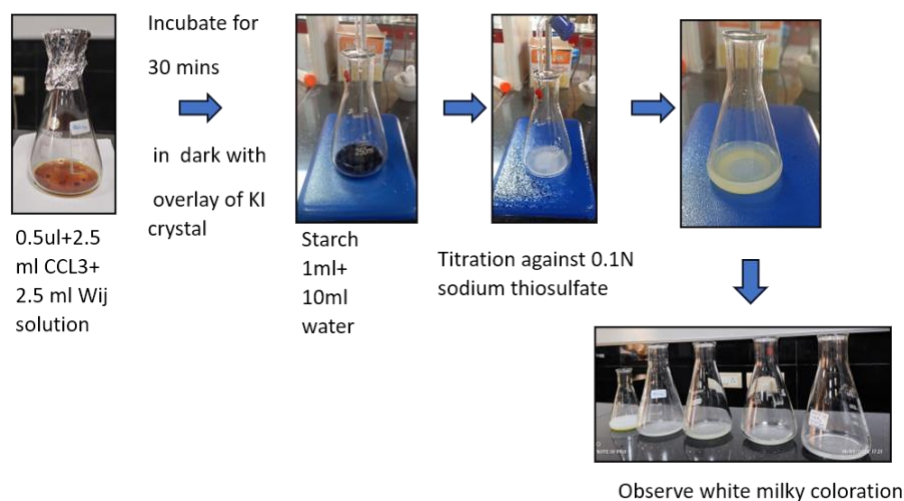 Incubate for
30 mins
in dark with
overlay of KI
crystal
0.5ul+2.5
ml CCL3+
2.5 ml Wij
solution
Starch
1ml+
10ml
water
Titration against 0.1N
sodium thiosulfate
Observe white milky coloration